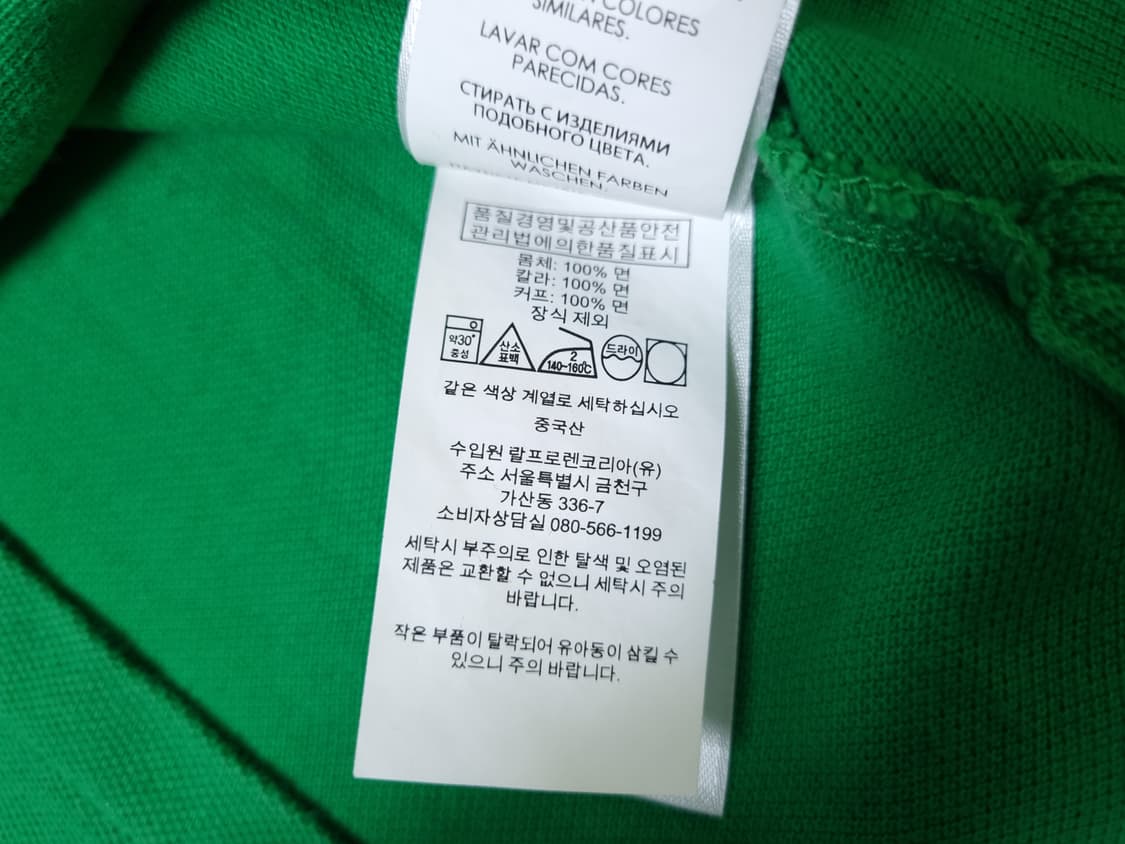 COLORES
SIMILARES.
LAVAR COM CORES
PARECIDAS.
СТИРАТЬ С ИЗДЕЛИЯМИ
ПОДОБНОГО ЦВЕТА.
MIT ÄHNLICHEN FARBEN
WASCHEN.
품질경영및공산품안전
관리법에의한품질표시
몸체: 100% 면
칼라: 100% 면
커프: 100% 면
장식 제외
약30° 중성 산소 표백 2 140~160℃ 드라이
같은 색상 계열로 세탁하십시오
중국산
수입원 랄프로렌코리아(유)
주소 서울특별시 금천구
가산동 336-7
소비자상담실 080-566-1199
세탁시 부주의로 인한 탈색 및 오염된
제품은 교환할 수 없으니 세탁시 주의
바랍니다.
작은 부품이 탈락되어 유아동이 삼킬 수
있으니 주의 바랍니다.